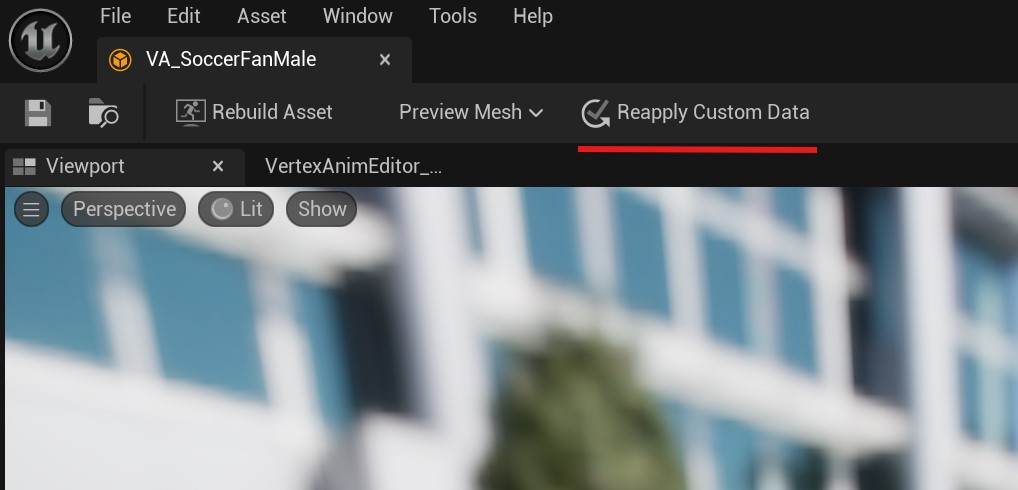 File Edit Asset Window Tools Help
VA_SoccerFanMale
Rebuild Asset Preview Mesh Reapply Custom Data
Viewport VertexAnimEditor_...
Perspective Lit Show